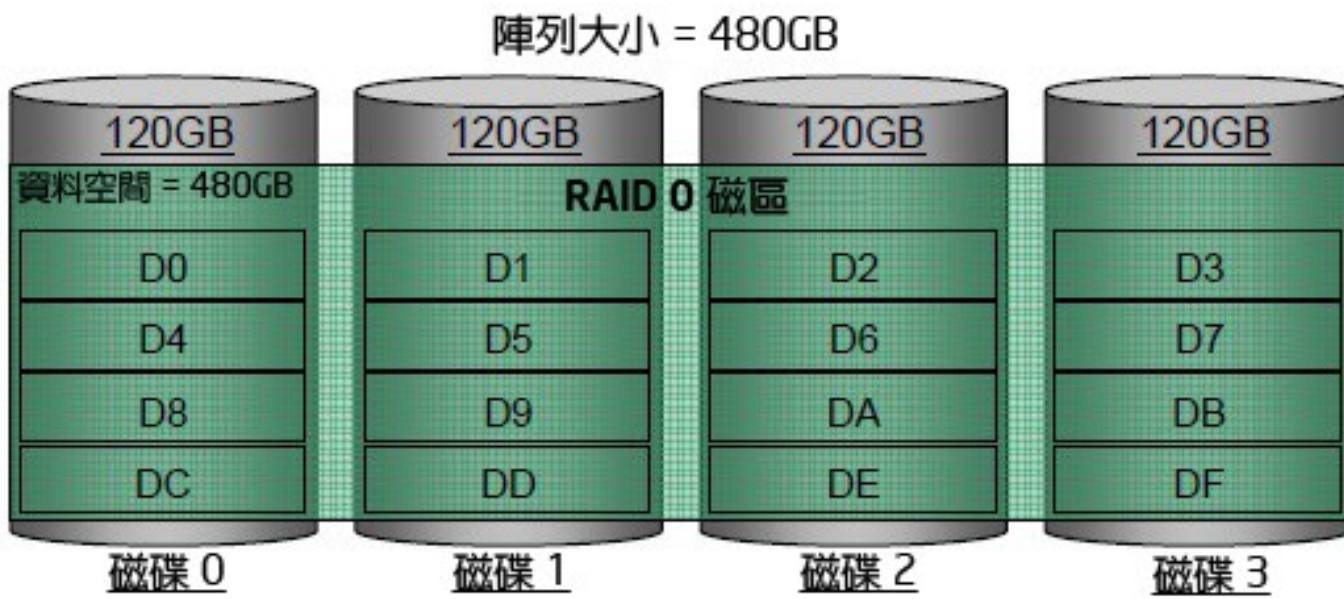 陣列大小 = 480GB
120GB 120GB 120GB 120GB
資料空間 = 480GB RAID 0 磁區
D0 D1 D2 D3
D4 D5 D6 D7
D8 D9 DA DB
DC DD DE DF
磁碟 0 磁碟 1 磁碟 2 磁碟 3